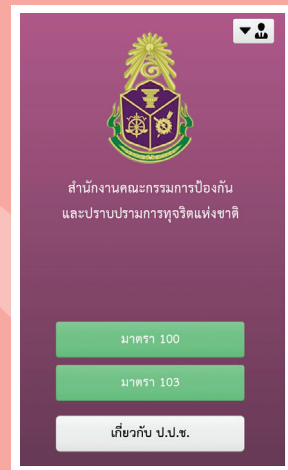 สำนักงานคณะกรรมการป้องกัน
และปราบปรามการทุจริตแห่งชาติ
มาตรา 100
มาตรา 103
เกี่ยวกับ ป.ป.ช.